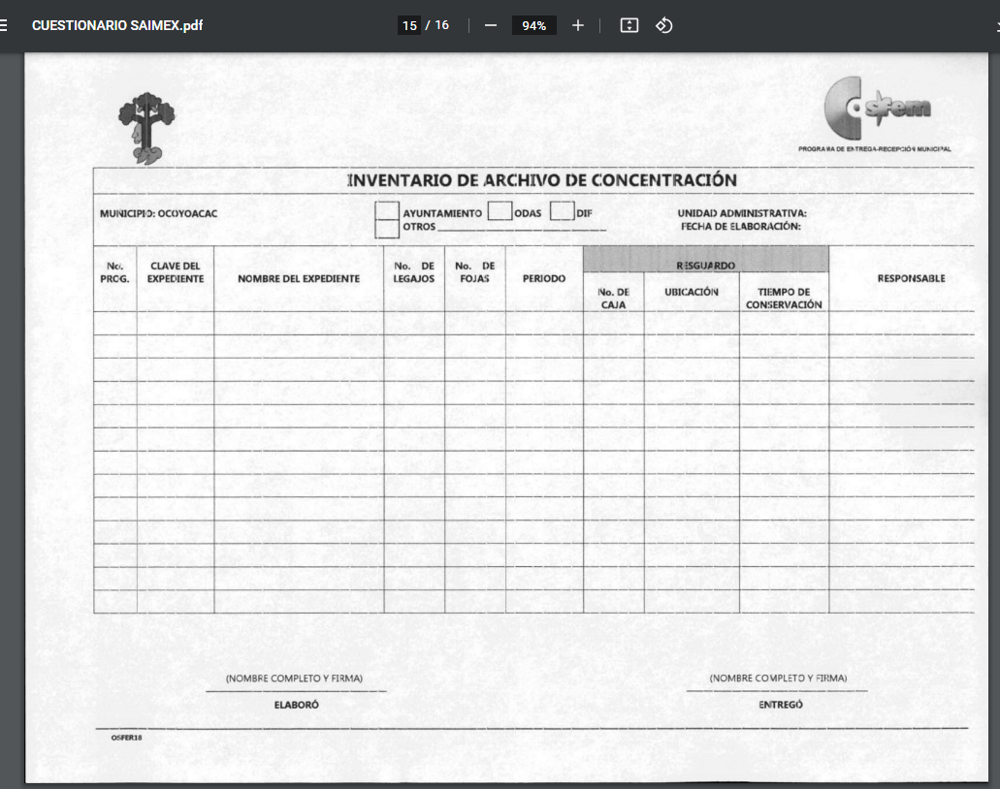 CUESTIONARIO SAIMEX.pdf
15 / 16
94%
Osfem
PROGRAMA DE ENTREGA-RECEPCIÓN MUNICIPAL
INVENTARIO DE ARCHIVO DE CONCENTRACIÓN
MUNICIPIO: OCOYOACAC
AYUNTAMIENTO ODAS DIF
OTROS
UNIDAD ADMINISTRATIVA:
FECHA DE ELABORACIÓN:
No. PROG.
CLAVE DEL EXPEDIENTE
NOMBRE DEL EXPEDIENTE
No. DE LEGAJOS
No. DE FOJAS
PERIODO
RESGUARDO
No. DE CAJA
UBICACIÓN
TIEMPO DE CONSERVACIÓN
RESPONSABLE
(NOMBRE COMPLETO Y FIRMA)
ELABORÓ
(NOMBRE COMPLETO Y FIRMA)
ENTREGÓ
OSFER18